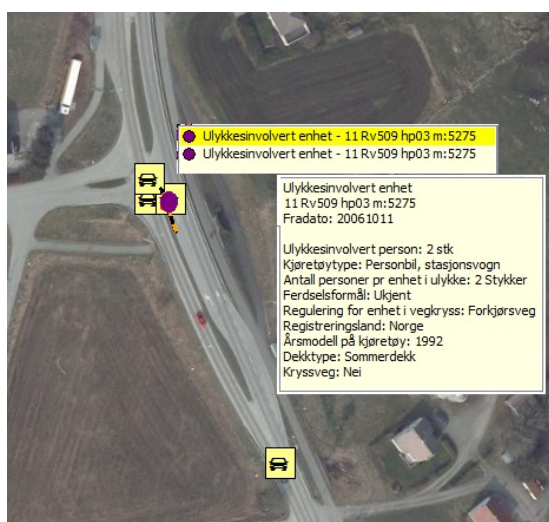 Ulykkesinvolvert enhet - 11 Rv509 hp03 m:5275
Ulykkesinvolvert enhet - 11 Rv509 hp03 m:5275
Ulykkesinvolvert enhet
11 Rv509 hp03 m:5275
Fradato: 20061011
Ulykkesinvolvert person: 2 stk
Kjøretøytype: Personbil, stasjonsvogn
Antall personer pr enhet i ulykke: 2 Stykker
Ferdselsformål: Ukjent
Regulering for enhet i vegkryss: Forkjørsveg
Registreringsland: Norge
Årsmodell på kjøretøy: 1992
Dekktype: Sommerdekk
Kryssveg: Nei